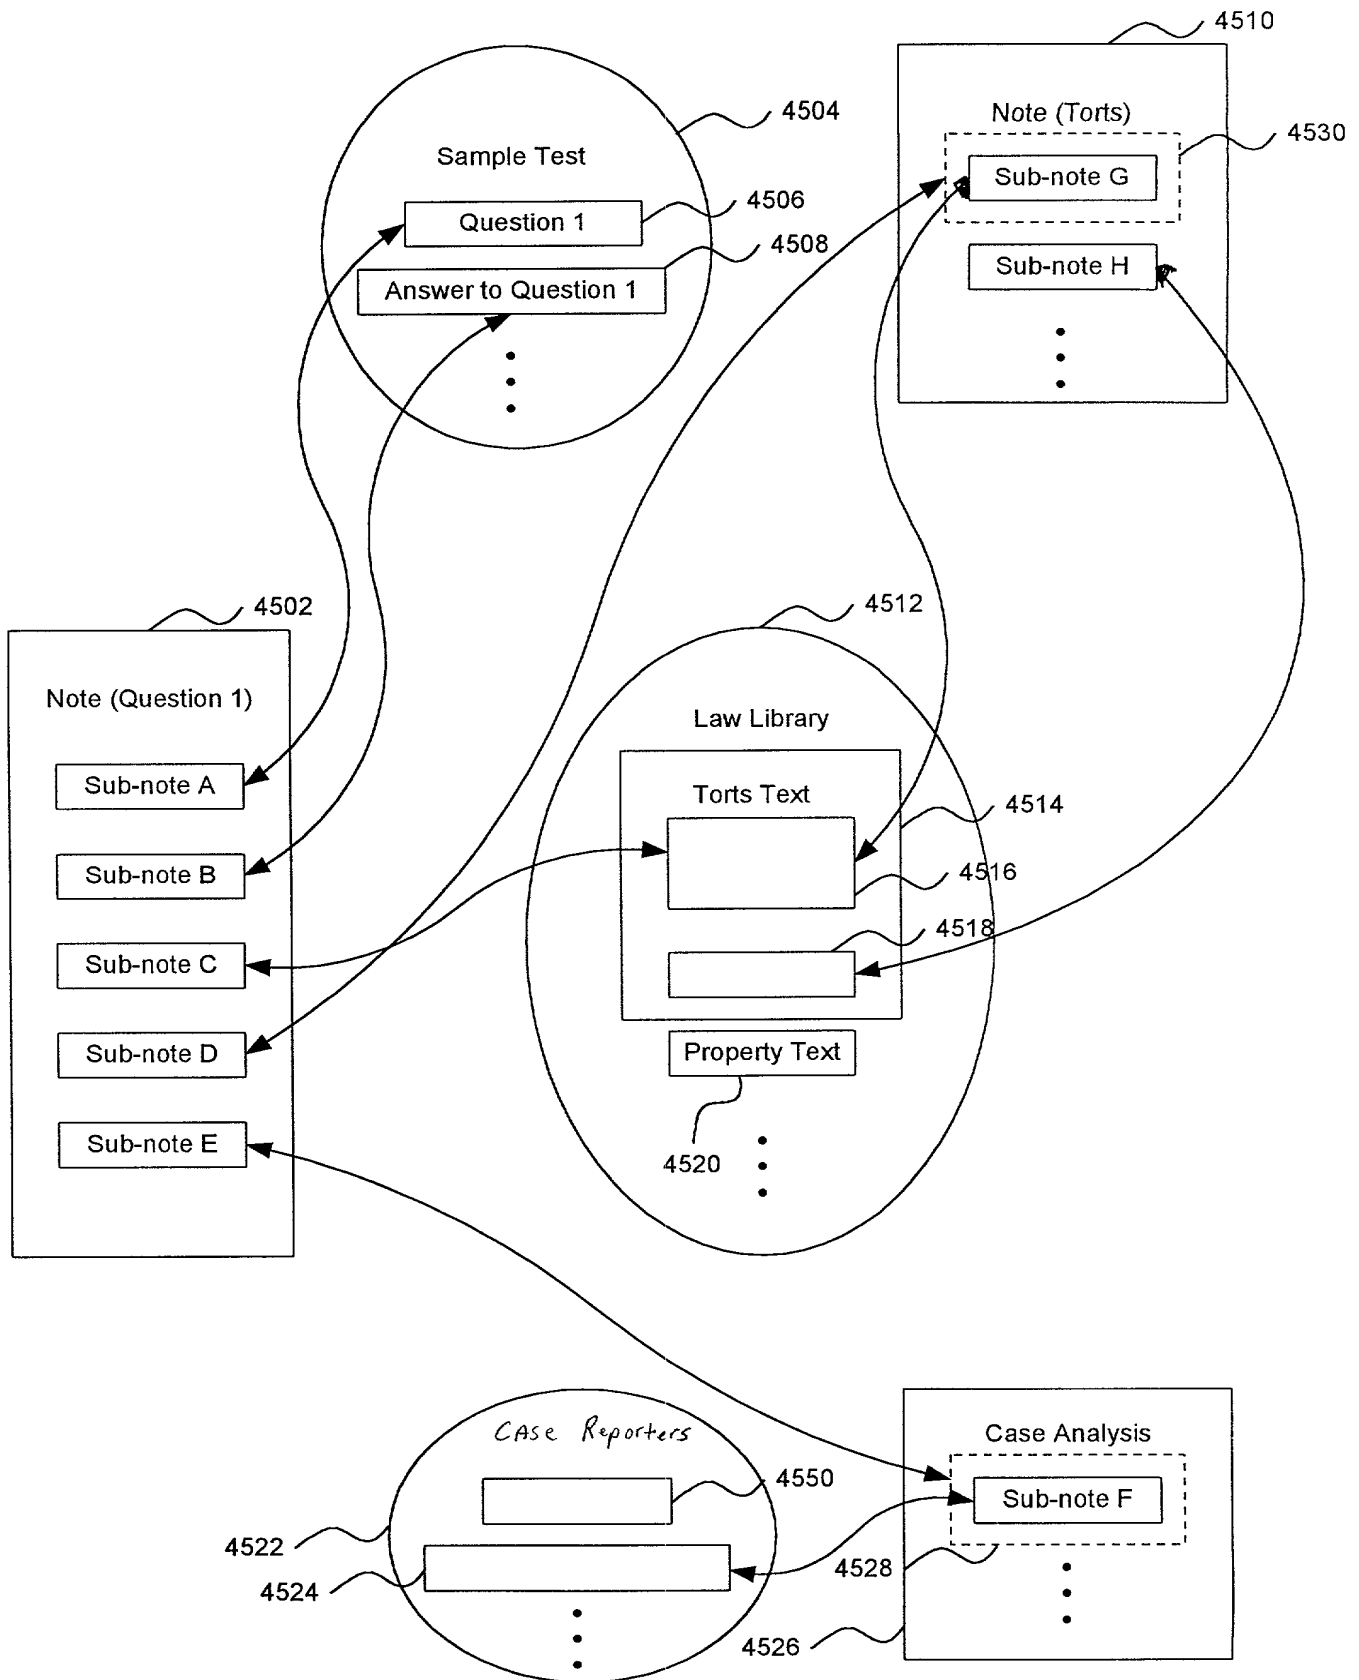 4510
4504
Note (Torts)
4530
Sample Test
Sub-note G
4506
Question 1
4508
Sub-note H
Answer to Question 1
4502
4512
Note (Question 1)
Law Library
Sub-note A
Torts Text
4514
Sub-note B
4516
4518
Sub-note C
Sub-note D
Property Text
Sub-note E
4520
Case Reporters
Case Analysis
4550
Sub-note F
4522
4528
4524
4526